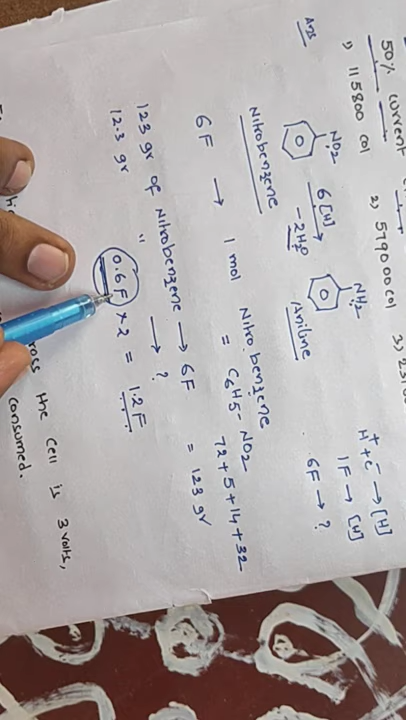 50% current
1) 115800 col 2) 579000 col 3)
Ans
NO2 6[H] NH2
-2H2O
Nitrobenzene Aniline
H+ + e- → [H]
1F → [H]
6F → ?
6F → 1 mol Nitrobenzene
= C6H5-NO2
72+5+14+32
= 123 gr
123 gr of Nitrobenzene → 6F
12.3 gr " → ?
0.6F × 2 = 1.2F
the cell is 3 volts,
consumed.